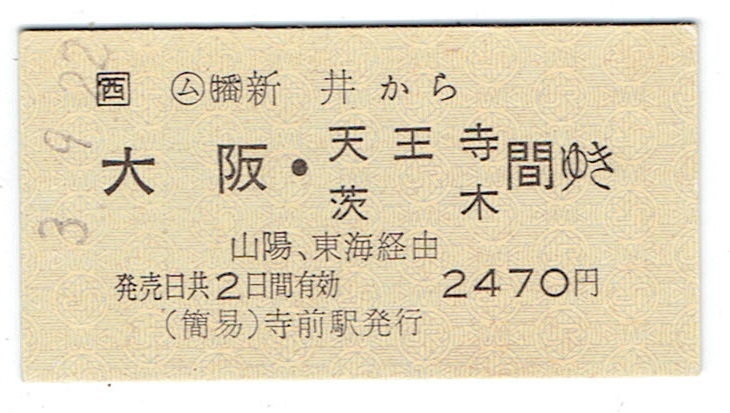 3. 9. 22
西 ム 播 新井から
大阪・天王寺
茨木 間ゆき
山陽、東海経由
発売日共2日間有効 2470円
(簡易)寺前駅発行